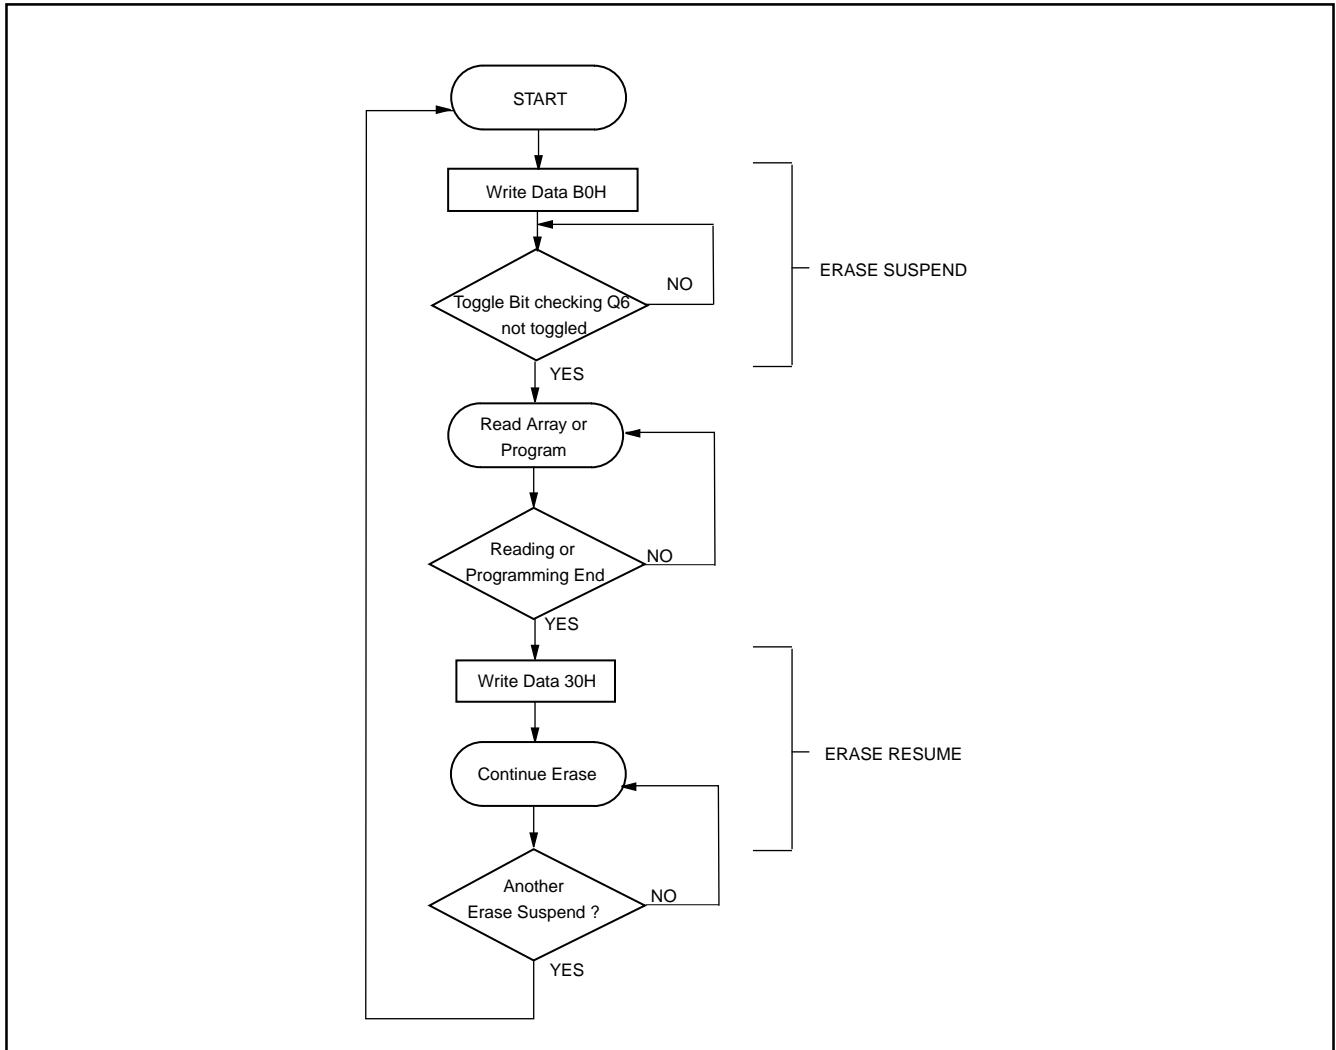 START
Write Data B0H
ERASE SUSPEND
NO
Toggle Bit checking Q6
not toggled
YES
Read Array or
Program
Reading or
NO
Programming End
YES
Write Data 30H
ERASE RESUME
Continue Erase
Another
NO
Erase Suspend ?
YES